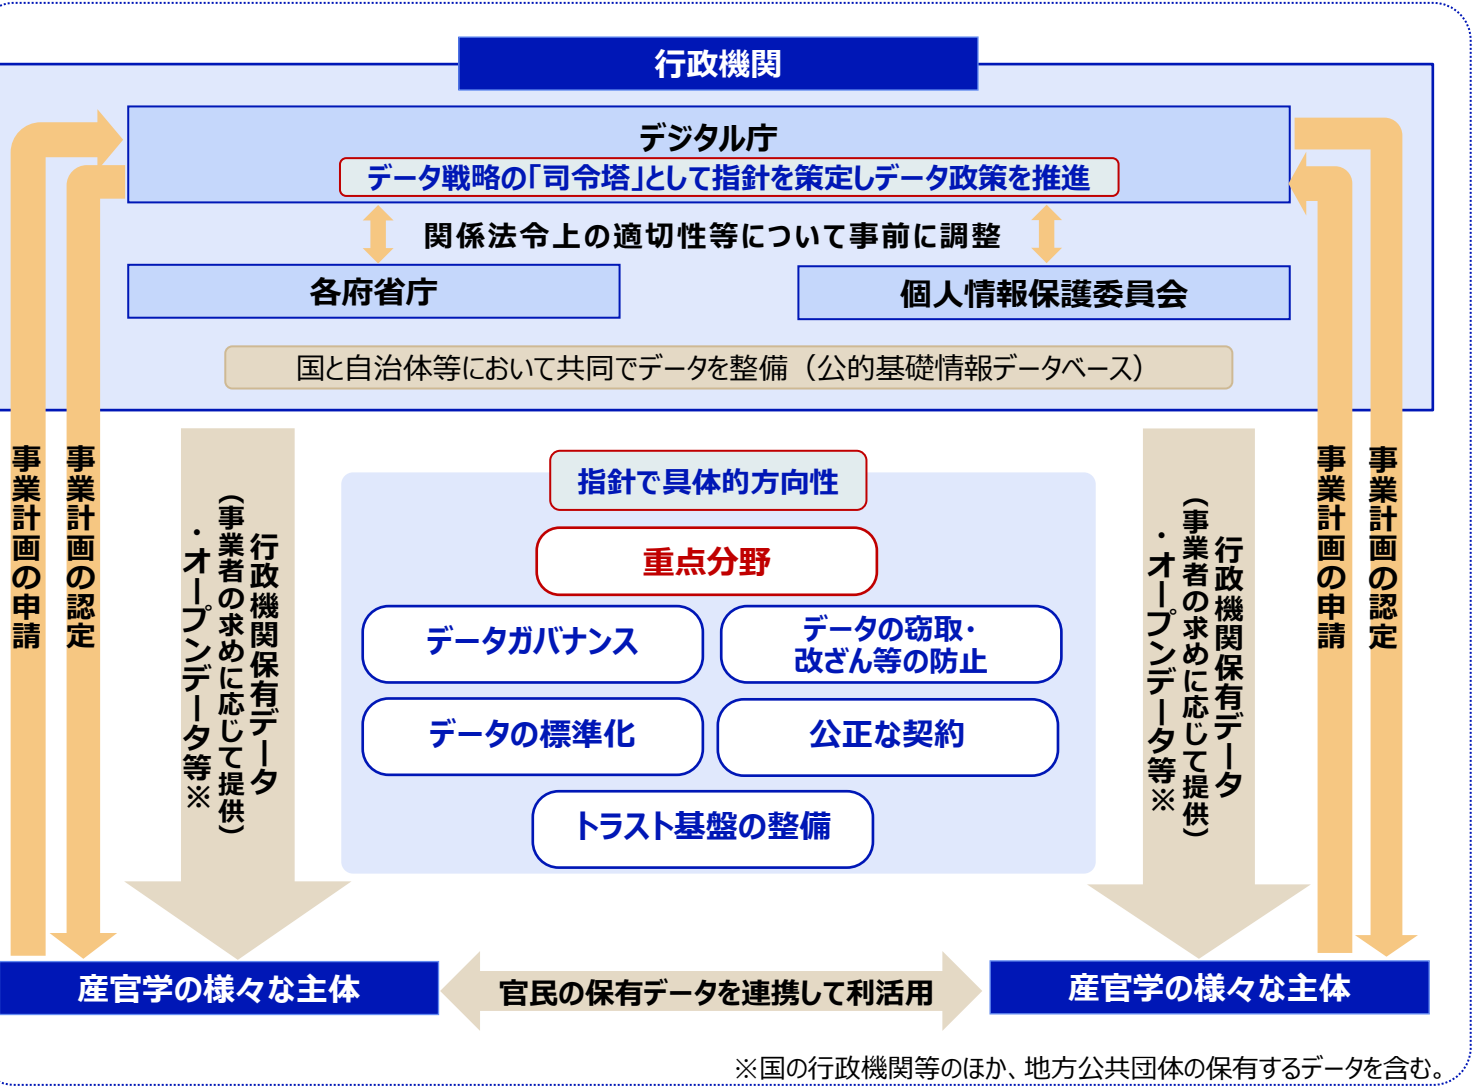 行政機関
デジタル庁
データ戦略の「司令塔」として指針を策定しデータ政策を推進
関係法令上の適切性等について事前に調整
各府省庁
個人情報保護委員会
国と自治体等において共同でデータを整備（公的基礎情報データベース）
事業計画の申請
事業計画の認定
行政機関保有データ
（事業者の求めに応じて提供）
・オープンデータ等※
指針で具体的方向性
重点分野
データガバナンス
データの窃取・
改ざん等の防止
データの標準化
公正な契約
トラスト基盤の整備
行政機関保有データ
（事業者の求めに応じて提供）
・オープンデータ等※
事業計画の申請
事業計画の認定
産官学の様々な主体
官民の保有データを連携して利活用
産官学の様々な主体
※国の行政機関等のほか、地方公共団体の保有するデータを含む。